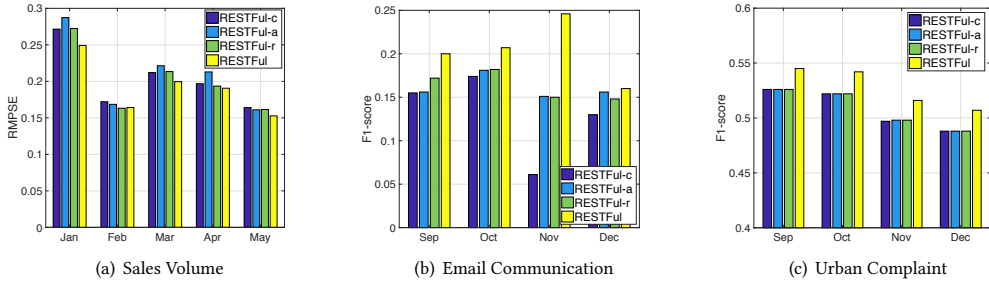 0.3
0.25
0.2
0.15
0.1
0.05
0
RMPSE
Jan Feb Mar Apr May
RESTFul-c
RESTFul-a
RESTFul-r
RESTFul
(a) Sales Volume
0.25
0.2
0.15
0.1
0.05
0
F1-score
Sep Oct Nov Dec
RESTFul-c
RESTFul-a
RESTFul-r
RESTFul
(b) Email Communication
0.6
0.55
0.5
0.45
0.4
F1-score
Sep Oct Nov Dec
RESTFul-c
RESTFul-a
RESTFul-r
RESTFul
(c) Urban Complaint